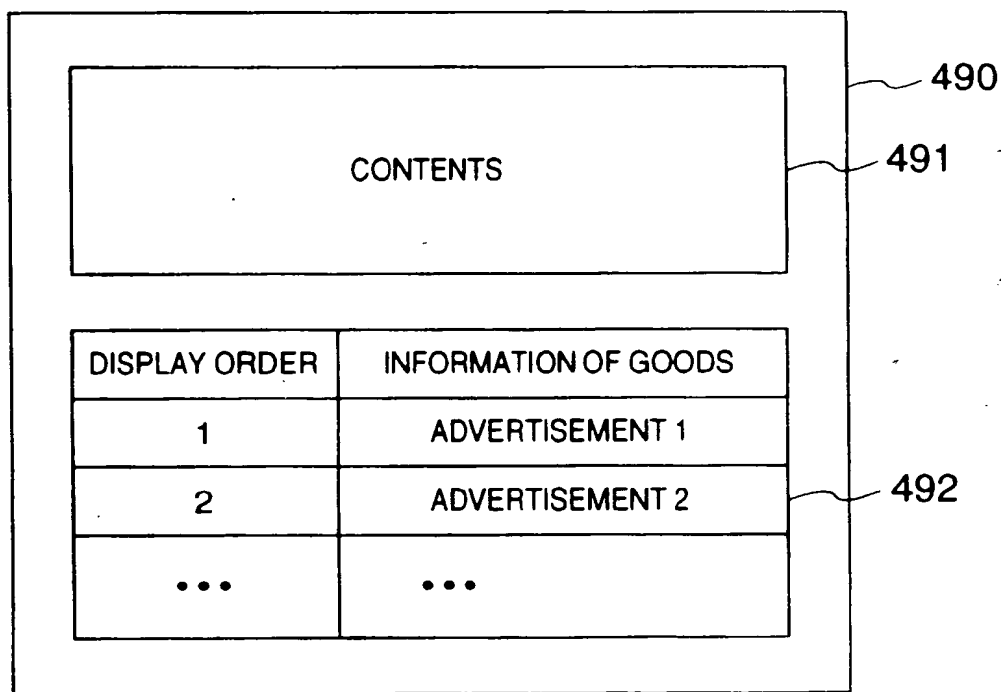 490
CONTENTS
491
DISPLAY ORDER INFORMATION OF GOODS
1 ADVERTISEMENT 1
2 ADVERTISEMENT 2
492
••• •••